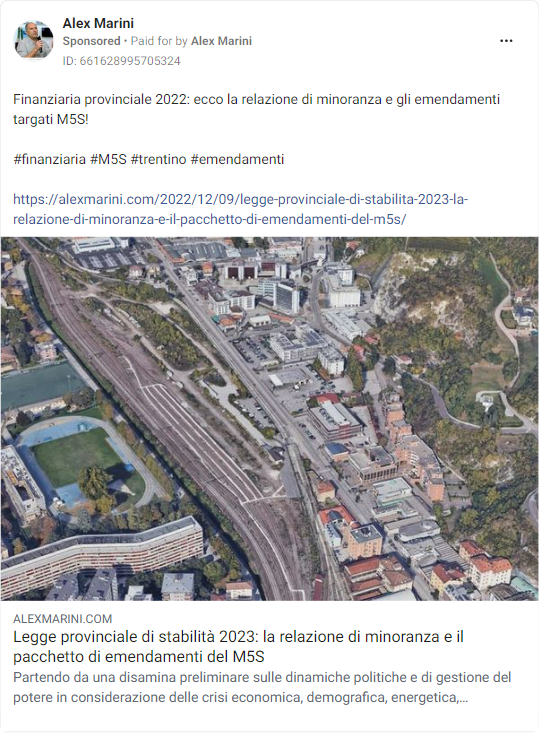 Alex Marini
Sponsored • Paid for by Alex Marini
ID: 661628995705324
Finanziaria provinciale 2022: ecco la relazione di minoranza e gli emendamenti
targati M5S!
#finanziaria #M5S #trentino #emendamenti
https://alexmarini.com/2022/12/09/legge-provinciale-di-stabilita-2023-la-
relazione-di-minoranza-e-il-pacchetto-di-emendamenti-del-m5s/
ALEXMARINI.COM
Legge provinciale di stabilità 2023: la relazione di minoranza e il
pacchetto di emendamenti del M5S
Partendo da una disamina preliminare sulle dinamiche politiche e di gestione del
potere in considerazione delle crisi economica, demografica, energetica,...